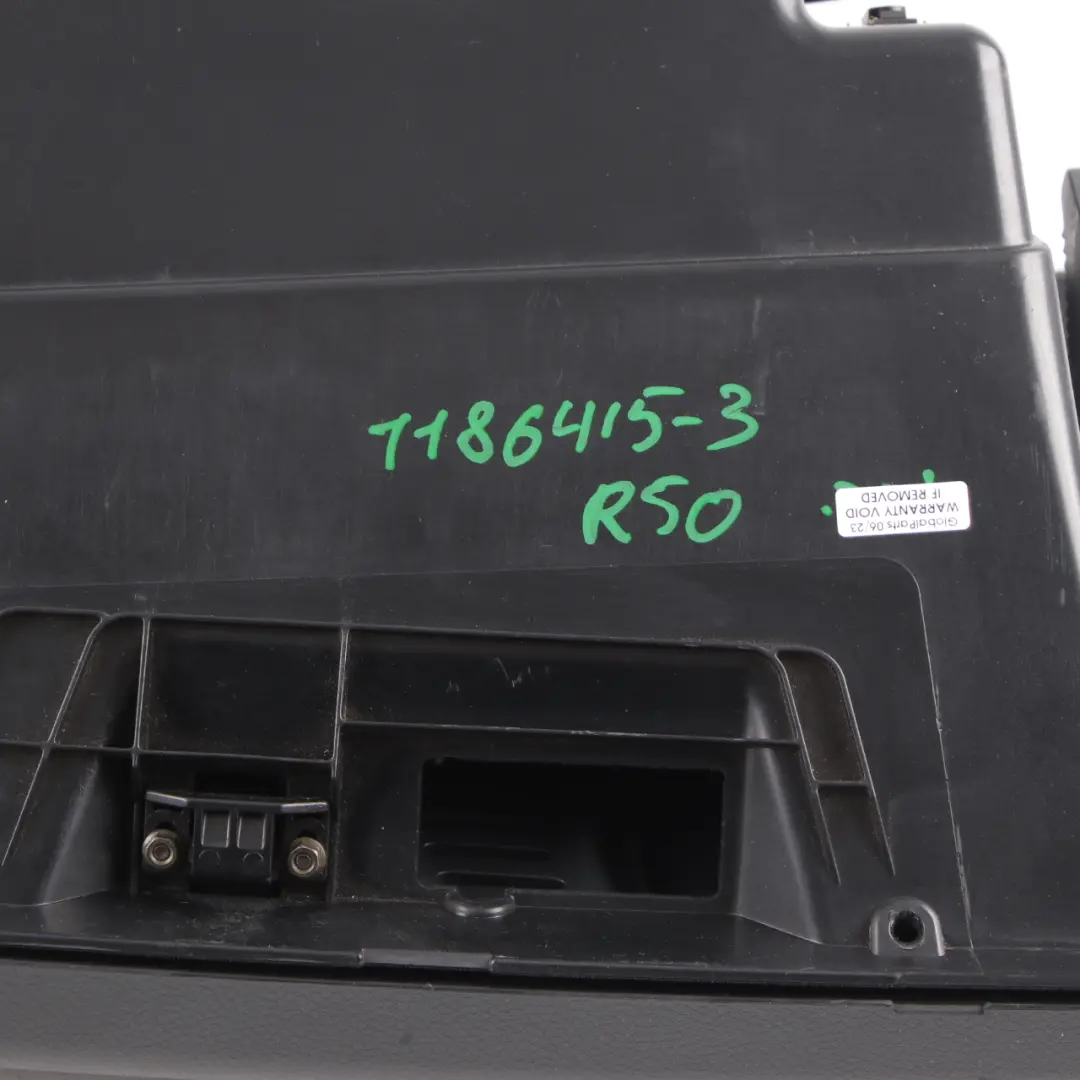 1186415-3
R50
GlobalParts 06/23
WARRANTY VOID
IF REMOVED